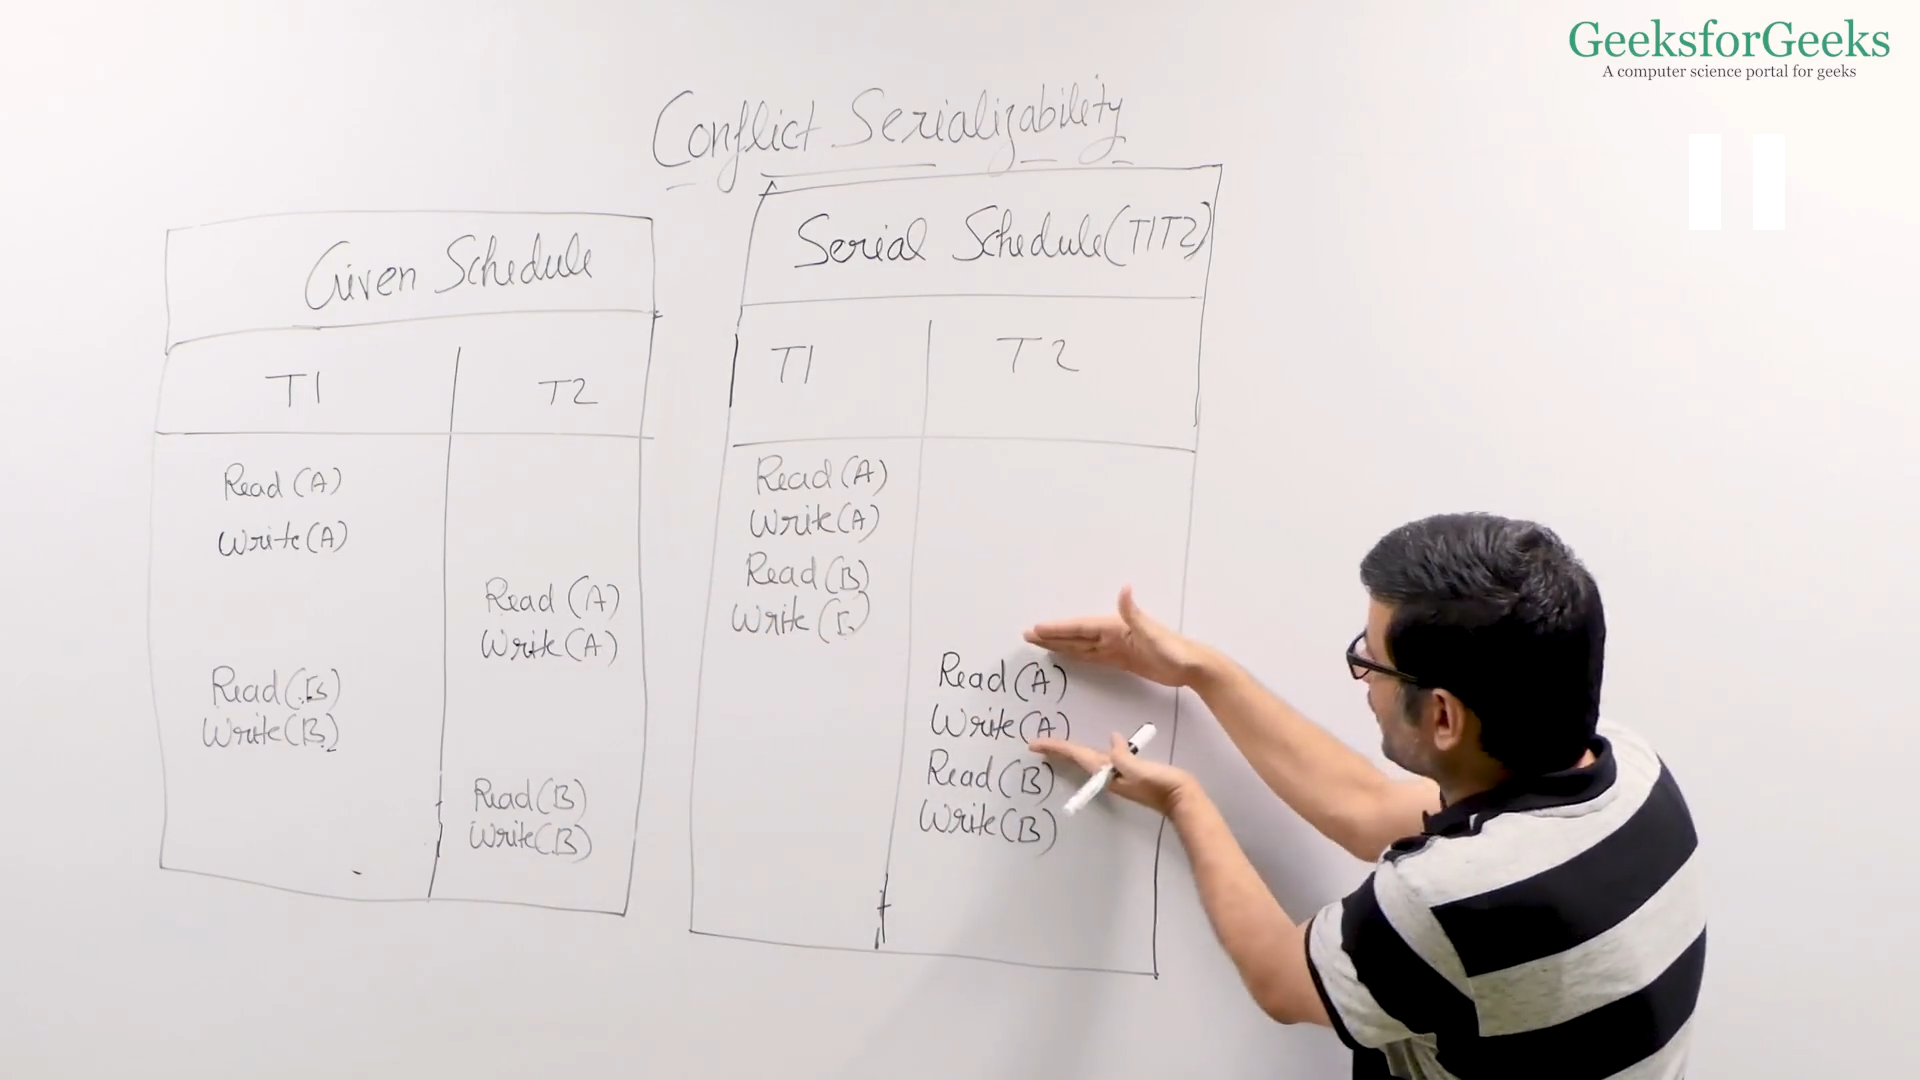 GeeksforGeeks
A computer science portal for geeks
Conflict Serializability
Given Schedule
T1 T2
Read (A)
Write (A)
Read (A)
Write (A)
Read (B
Write (B)
Read (B)
Write (B)
Serial Schedule (T1T2)
T1 T2
Read (A)
Write (A)
Read (B)
Write (
Read (A)
Write (A)
Read (B)
Write (B)